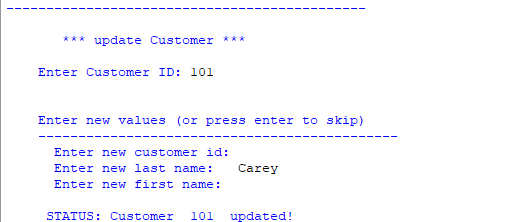 ---------------------------------------------
*** update Customer ***
Enter Customer ID: 101
Enter new values (or press enter to skip)
---------------------------------------------
Enter new customer id:
Enter new last name: Carey
Enter new first name:
STATUS: Customer 101 updated!